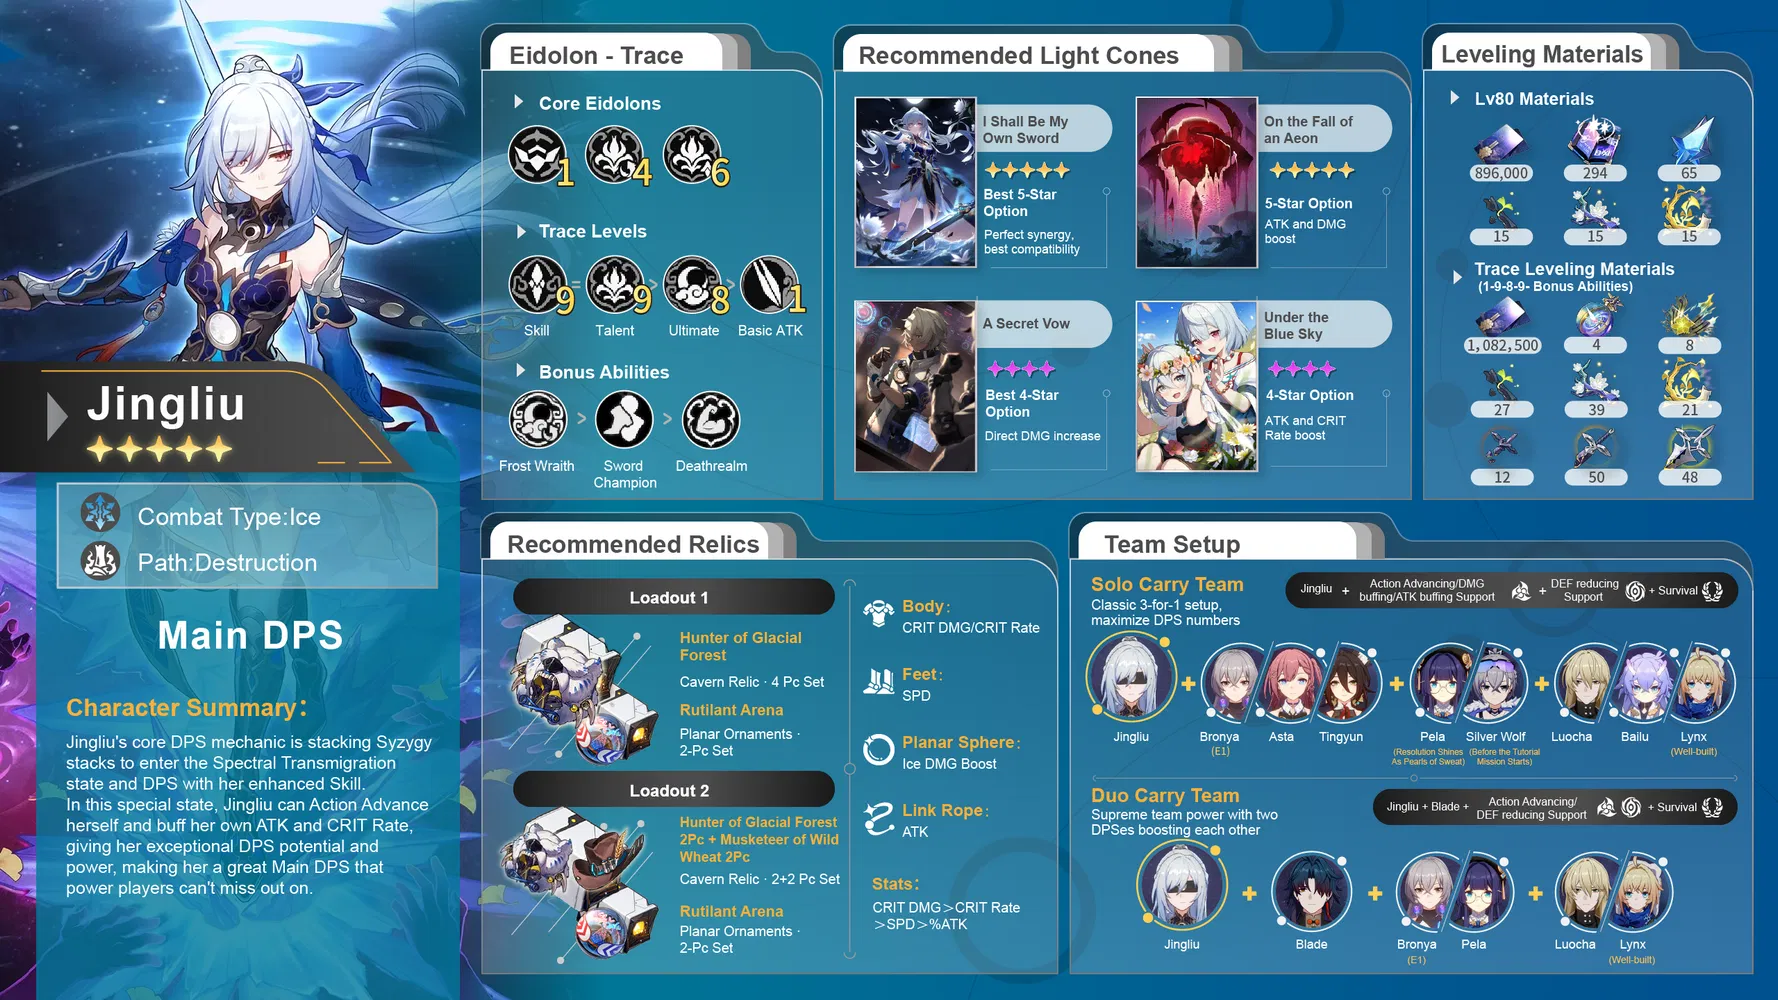 Jingliu
Combat Type:Ice
Path:Destruction
Main DPS
Character Summary:
Jingliu's core DPS mechanic is stacking Syzygy
stacks to enter the Spectral Transmigration
state and DPS with her enhanced Skill.
In this special state, Jingliu can Action Advance
herself and buff her own ATK and CRIT Rate,
giving her exceptional DPS potential and
power, making her a great Main DPS that
power players can't miss out on.
Eidolon - Trace
Core Eidolons
1 4 6
Trace Levels
9 = 9 > 8 > 1
Skill Talent Ultimate Basic ATK
Bonus Abilities
> >
Frost Wraith Sword Champion Deathrealm
Recommended Light Cones
I Shall Be My
Own Sword
Best 5-Star
Option
Perfect synergy,
best compatibility
On the Fall of
an Aeon
5-Star Option
ATK and DMG
boost
A Secret Vow
Best 4-Star
Option
Direct DMG increase
Under the
Blue Sky
4-Star Option
ATK and CRIT
Rate boost
Leveling Materials
Lv80 Materials
896,000 294 65
15 15 15
Trace Leveling Materials
(1-9-8-9- Bonus Abilities)
1,082,500 4 8
27 39 21
12 50 48
Recommended Relics
Loadout 1
Hunter of Glacial
Forest
Cavern Relic · 4 Pc Set
Rutilant Arena
Planar Ornaments ·
2-Pc Set
Loadout 2
Hunter of Glacial Forest
2Pc + Musketeer of Wild
Wheat 2Pc
Cavern Relic · 2+2 Pc Set
Rutilant Arena
Planar Ornaments ·
2-Pc Set
Body:
CRIT DMG/CRIT Rate
Feet:
SPD
Planar Sphere:
Ice DMG Boost
Link Rope:
ATK
Stats:
CRIT DMG＞CRIT Rate
＞SPD＞%ATK
Team Setup
Solo Carry Team
Classic 3-for-1 setup,
maximize DPS numbers
Jingliu + Action Advancing/DMG
buffing/ATK buffing Support + DEF reducing
Support + Survival
+ + +
Jingliu Bronya Asta Tingyun Pela Silver Wolf Luocha Bailu Lynx
(E1) (Resolution Shines
As Pearls of Sweat) (Before the Tutorial
Mission Starts) (Well-built)
Duo Carry Team
Supreme team power with two
DPSes boosting each other
Jingliu + Blade + Action Advancing/
DEF reducing Support + Survival
+ + +
Jingliu Blade Bronya Pela Luocha Lynx
(E1) (Well-built)